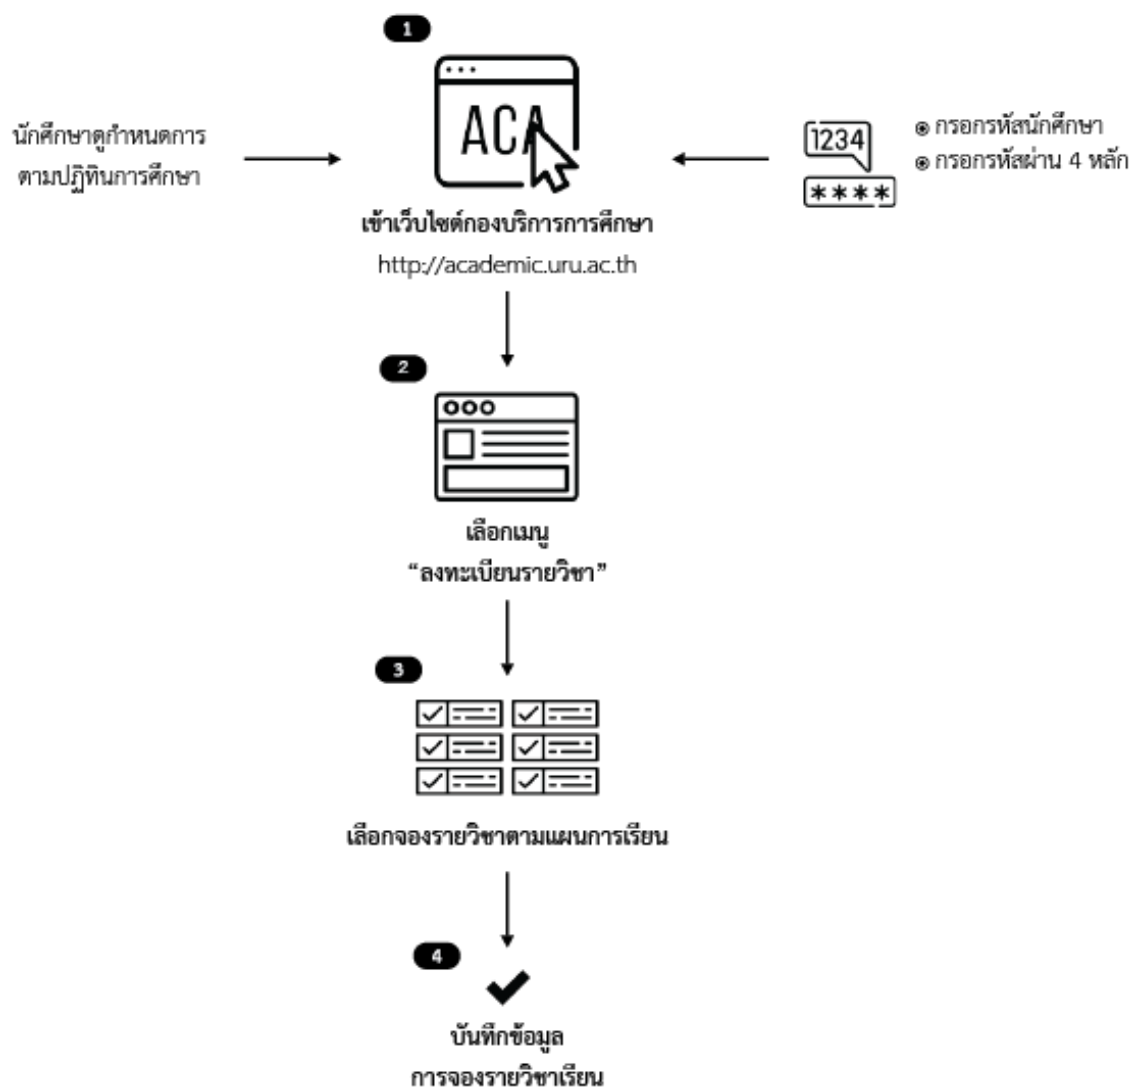 1
ACA
นักศึกษาดูกำหนดการ
ตามปฏิทินการศึกษา
1234
****
กรอกรหัสนักศึกษา
กรอกรหัสผ่าน 4 หลัก
เข้าเว็บไซต์กองบริการการศึกษา
http://academic.uru.ac.th
2
เลือกเมนู
“ลงทะเบียนรายวิชา”
3
เลือกจองรายวิชาตามแผนการเรียน
4
บันทึกข้อมูล
การจองรายวิชาเรียน